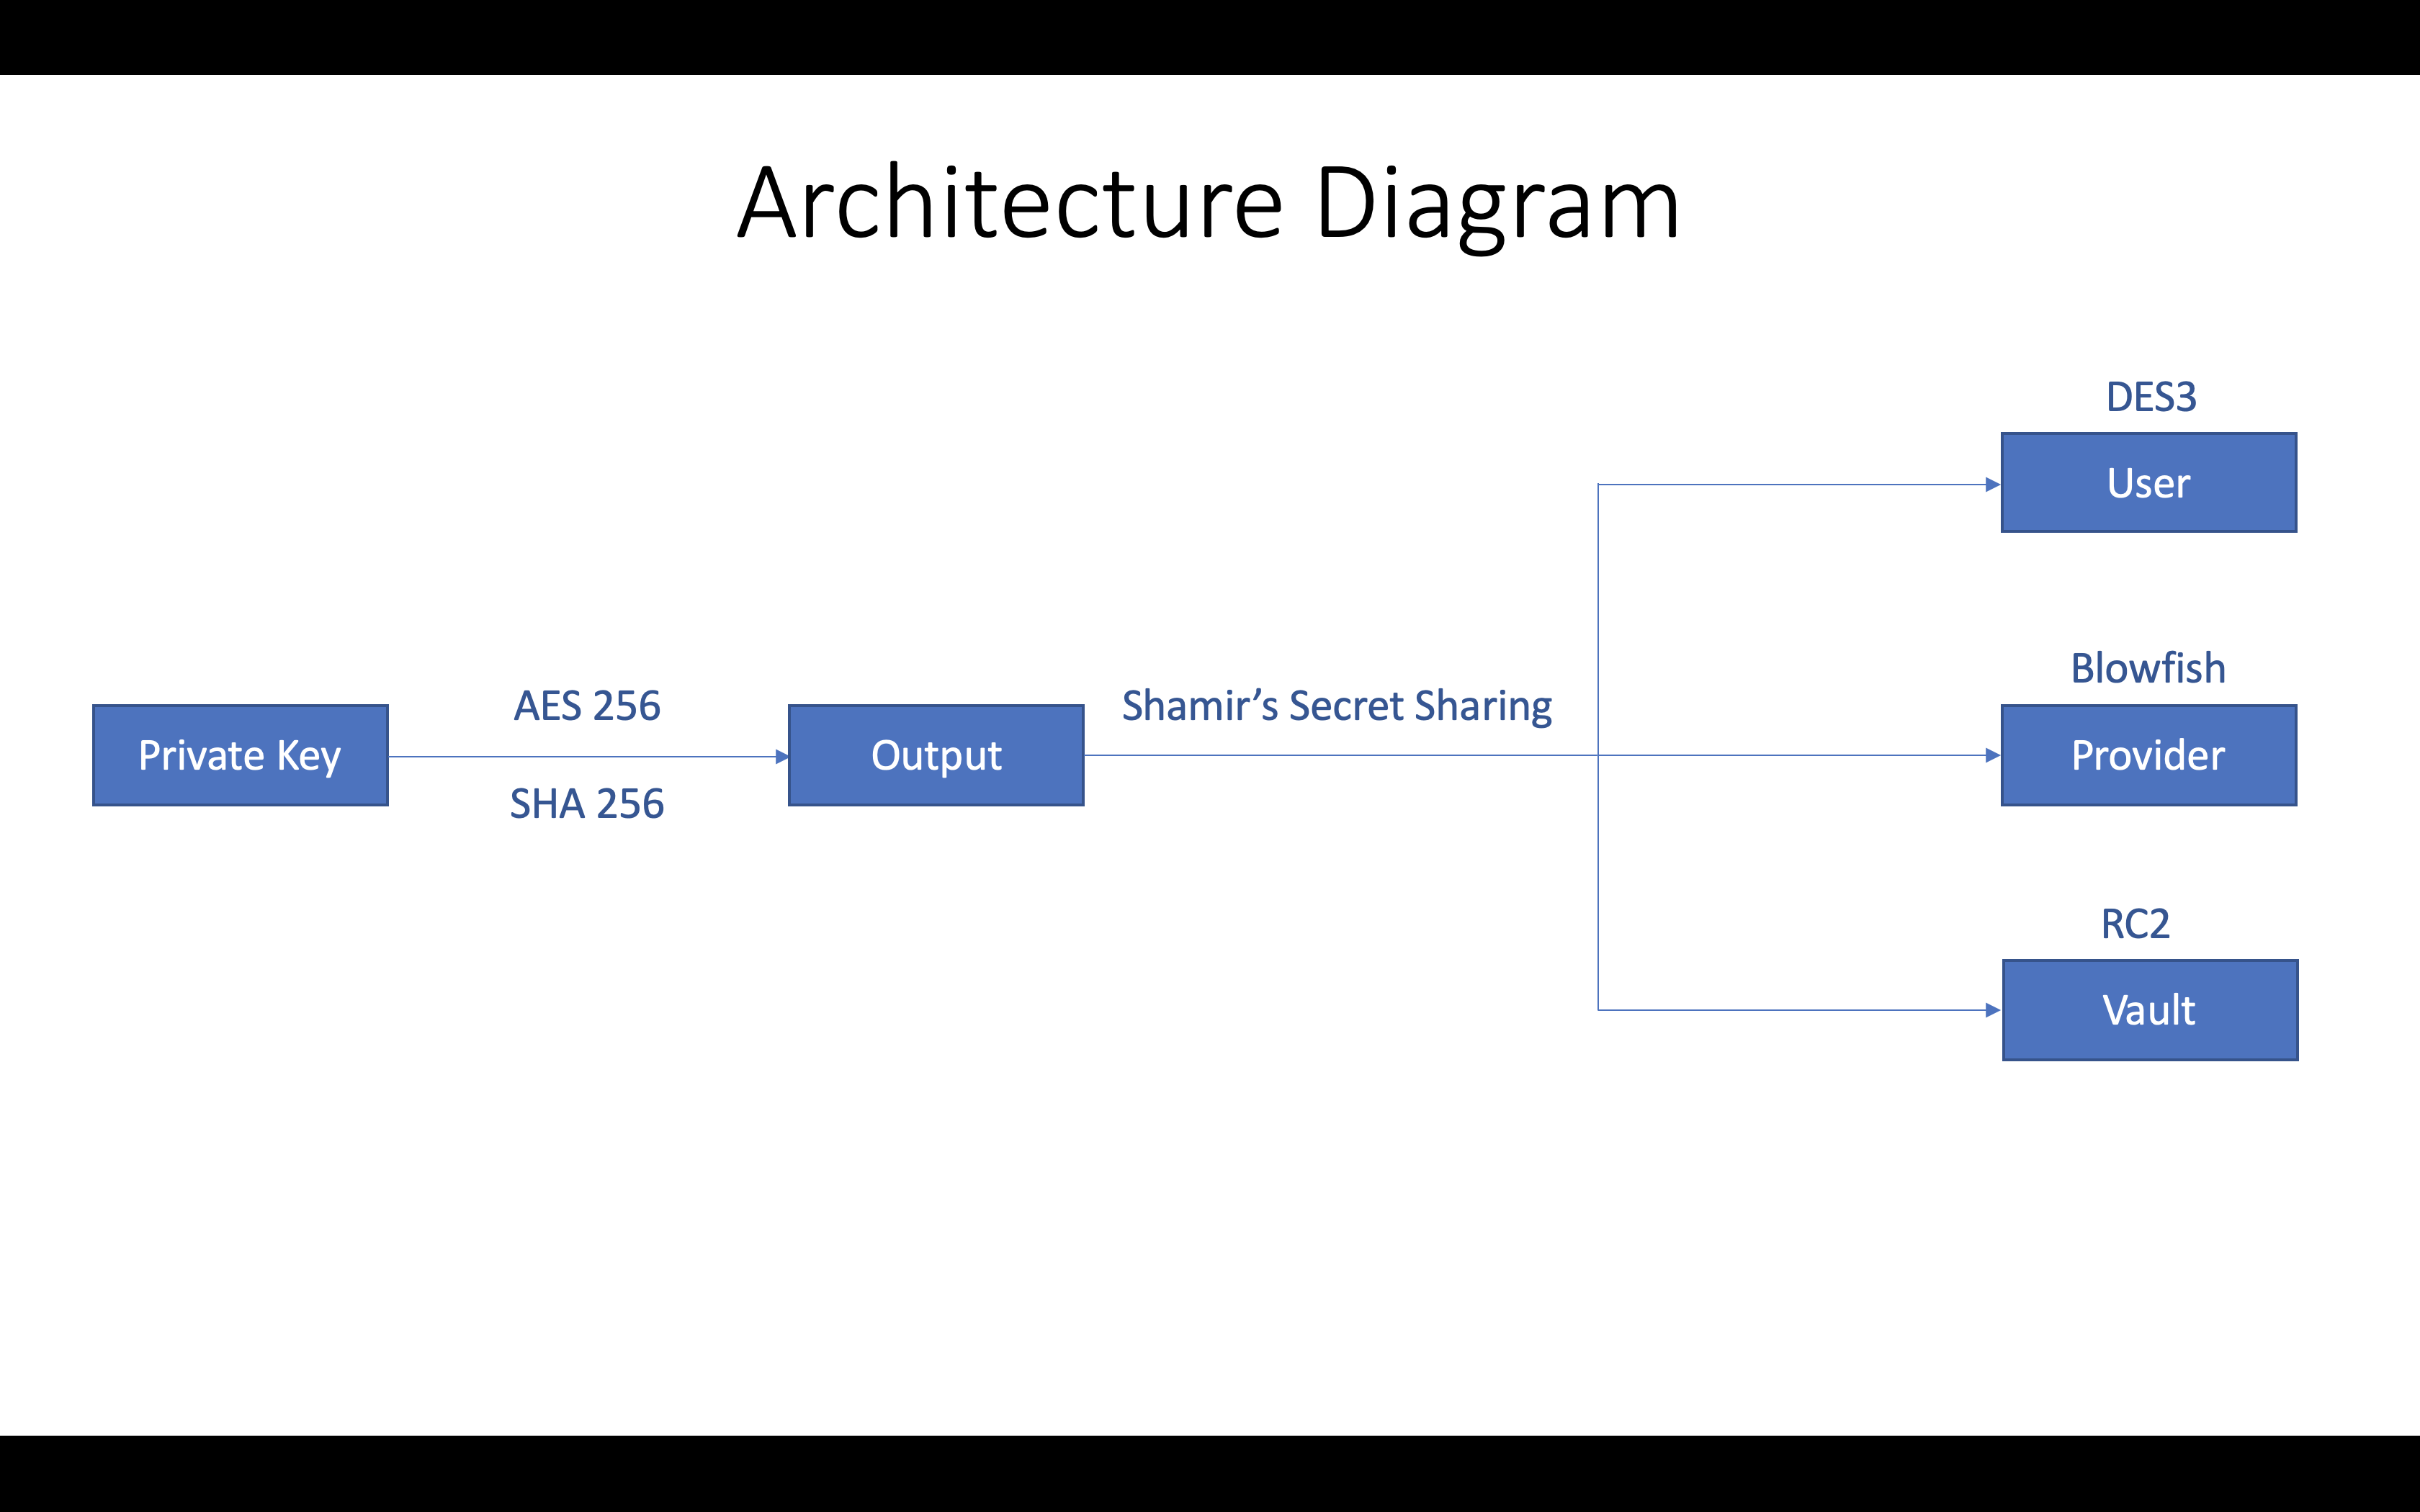 Architecture Diagram
DES3
User
Blowfish
Provider
AES 256
Private Key
SHA 256
Output
Shamir’s Secret Sharing
RC2
Vault